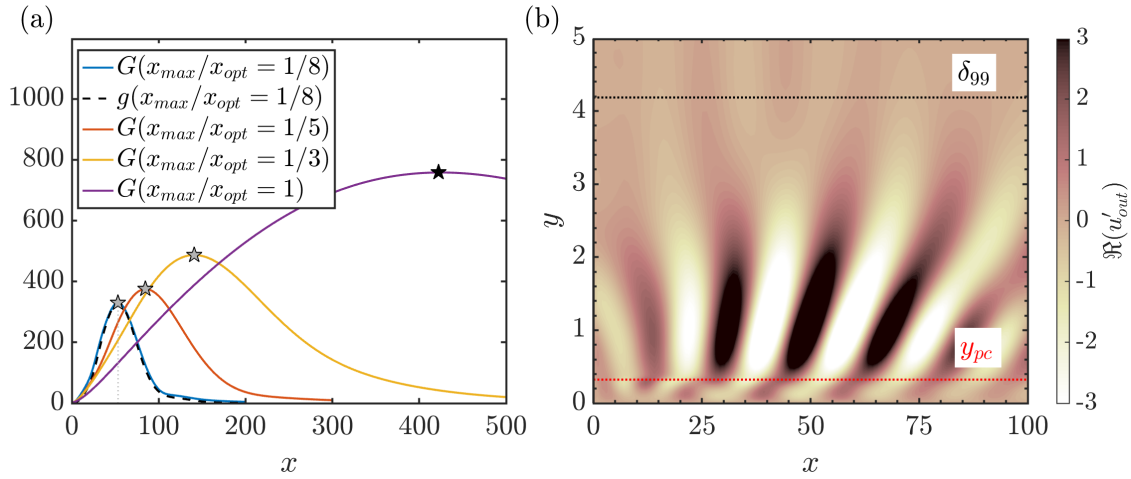 (a)
1000
800
600
400
200
0
G(x_max/x_opt = 1/8)
g(x_max/x_opt = 1/8)
G(x_max/x_opt = 1/5)
G(x_max/x_opt = 1/3)
G(x_max/x_opt = 1)
0 100 200 300 400 500
x
(b)
5
4
3
2
1
0
y
δ_99
y_pc
0 25 50 75 100
x
3
2
1
0
-1
-2
-3
ℜ(u'_out)